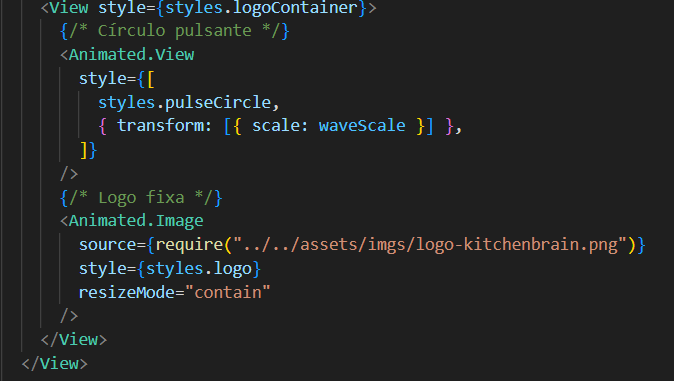 <View style={styles.logoContainer}>
{/* Círculo pulsante */}
<Animated.View
style={[
styles.pulseCircle,
{ transform: [{ scale: waveScale }] },
]}
/>
{/* Logo fixa */}
<Animated.Image
source={require("../../assets/imgs/logo-kitchenbrain.png")}
style={styles.logo}
resizeMode="contain"
/>
</View>
</View>